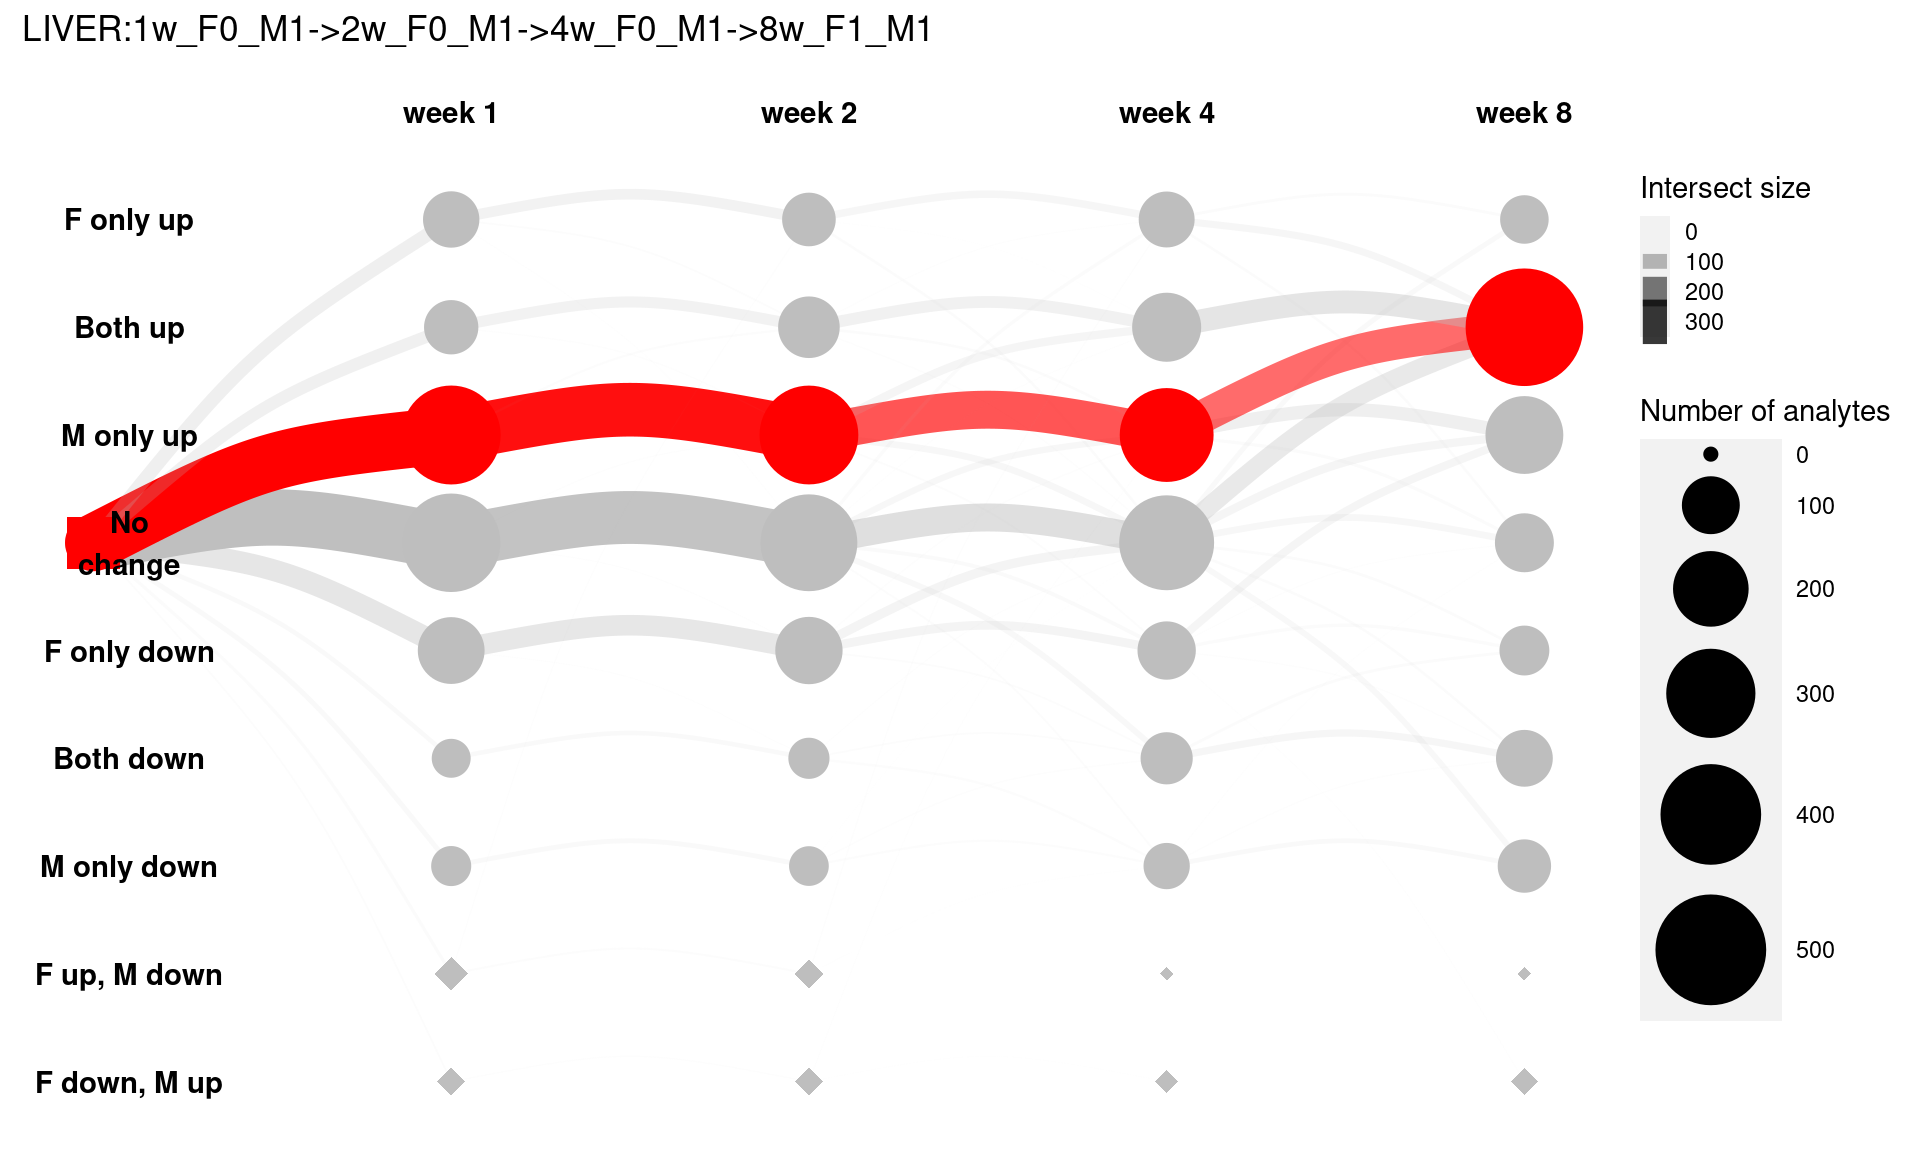 LIVER:1w_F0_M1->2w_F0_M1->4w_F0_M1->8w_F1_M1
week 1
week 2
week 4
week 8
F only up
Both up
M only up
No
change
F only down
Both down
M only down
F up, M down
F down, M up
Intersect size
0
100
200
300
Number of analytes
0
100
200
300
400
500